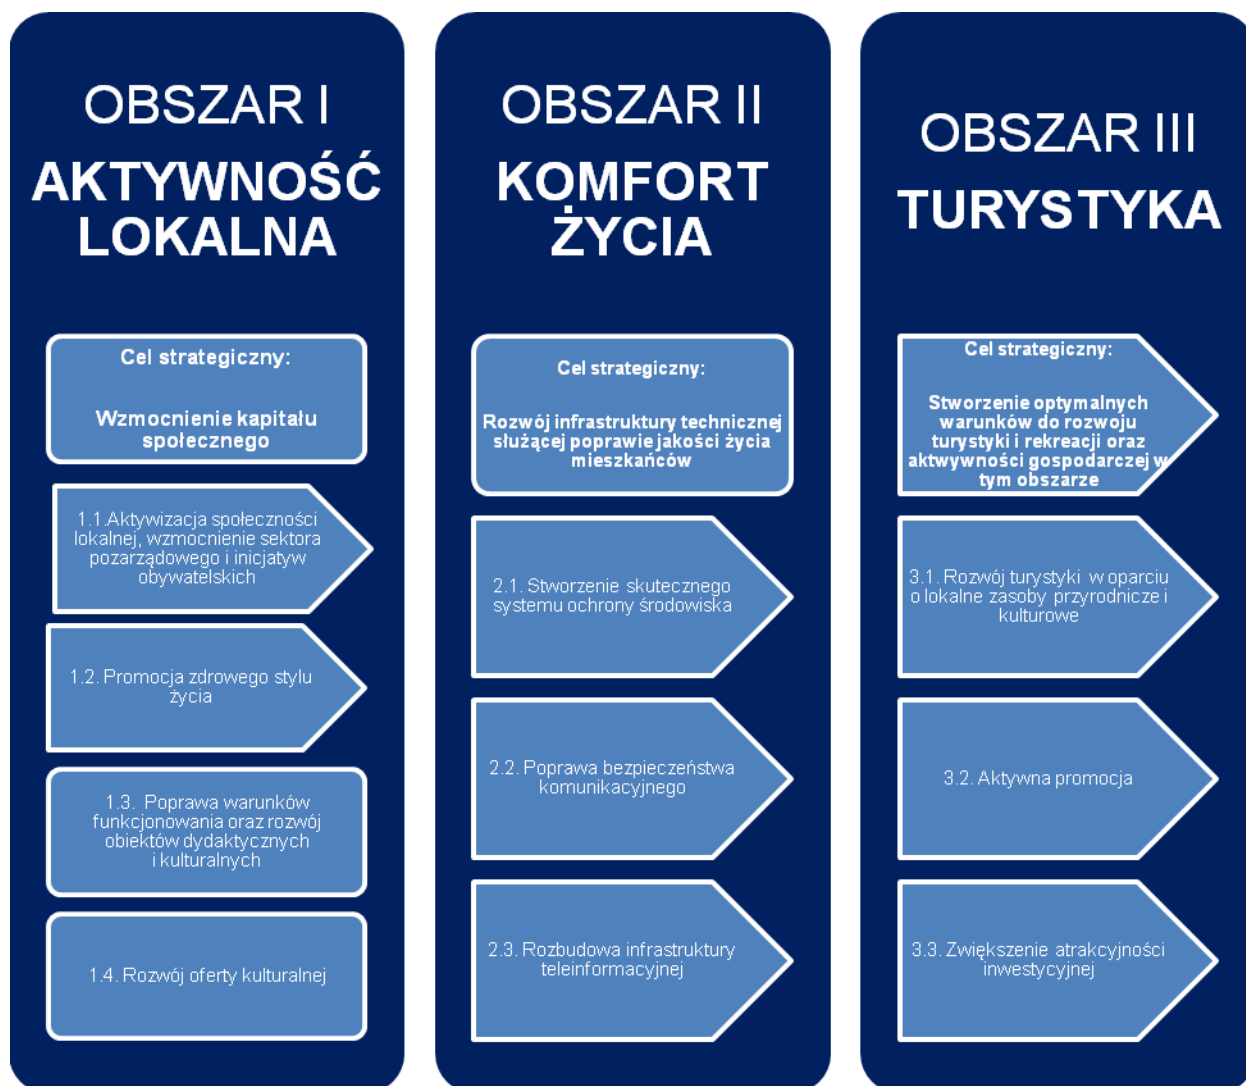 OBSZAR I
AKTYWNOŚĆ
LOKALNA
Cel strategiczny:
Wzmocnienie kapitału
społecznego
1.1.Aktywizacja społeczności
lokalnej, wzmocnienie sektora
pozarządowego i inicjatyw
obywatelskich
1.2. Promocja zdrowego stylu
życia
1.3. Poprawa warunków
funkcjonowania oraz rozwój
obiektów dydaktycznych
i kulturalnych
1.4. Rozwój oferty kulturalnej
OBSZAR II
KOMFORT
ŻYCIA
Cel strategiczny:
Rozwój infrastruktury technicznej
służącej poprawie jakości życia
mieszkańców
2.1. Stworzenie skutecznego
systemu ochrony środowiska
2.2. Poprawa bezpieczeństwa
komunikacyjnego
2.3. Rozbudowa infrastruktury
teleinformacyjnej
OBSZAR III
TURYSTYKA
Cel strategiczny:
Stworzenie optymalnych
warunków do rozwoju
turystyki i rekreacji oraz
aktwywności gospodarczej w
tym obszarze
3.1. Rozwój turystyki w oparciu
o lokalne zasoby przyrodnicze i
kulturowe
3.2. Aktywna promocja
3.3. Zwiększenie atrakcyjności
inwestycyjnej